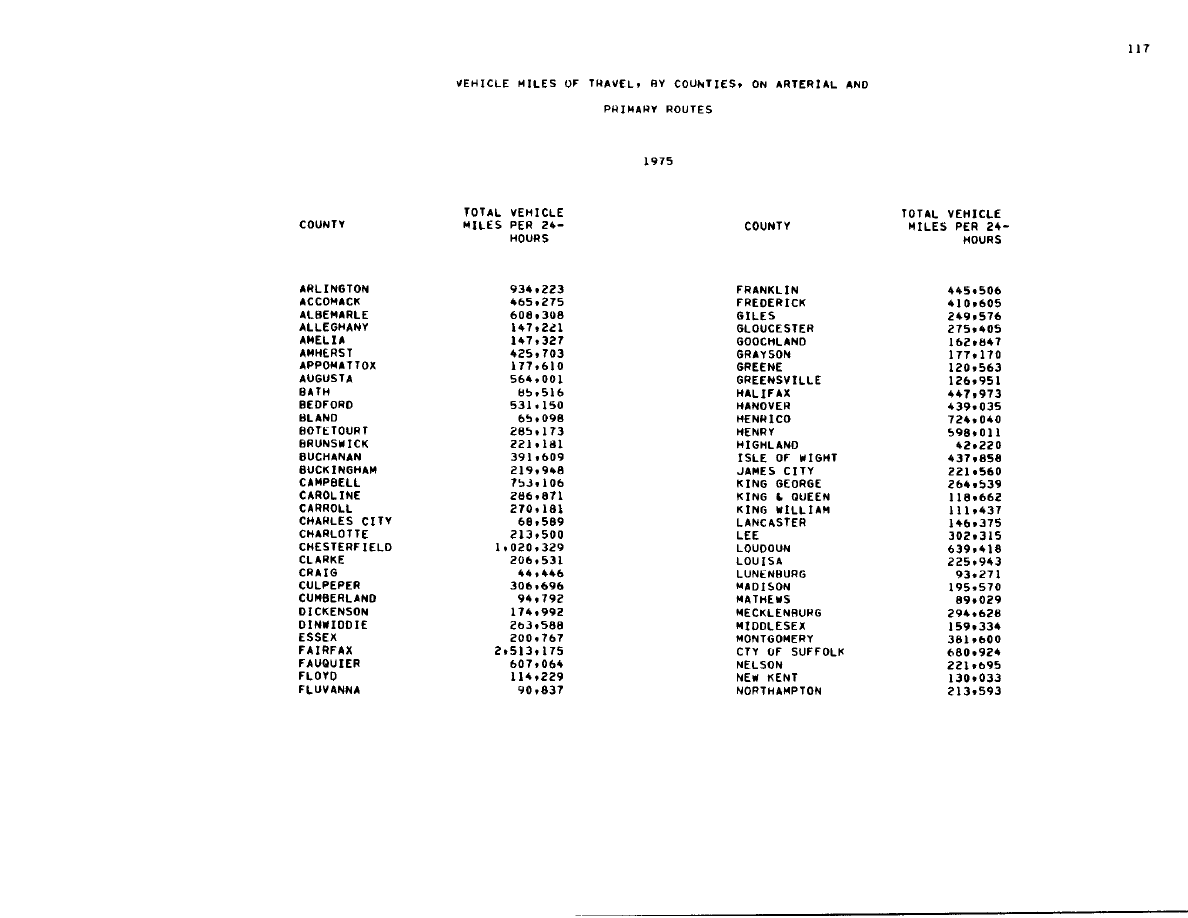 117
VEHICLE MILES OF TRAVEL, BY COUNTIES, ON ARTERIAL AND
PRIMARY ROUTES
1975
COUNTY TOTAL VEHICLE MILES PER 24-HOURS COUNTY TOTAL VEHICLE MILES PER 24-HOURS
ARLINGTON 934,223 FRANKLIN 445,506
ACCOMACK 465,275 FREDERICK 410,605
ALBEMARLE 608,308 GILES 249,576
ALLEGHANY 147,221 GLOUCESTER 275,405
AMELIA 147,327 GOOCHLAND 162,847
AMHERST 425,703 GRAYSON 177,170
APPOMATTOX 177,610 GREENE 120,563
AUGUSTA 564,001 GREENSVILLE 126,951
BATH 85,516 HALIFAX 447,973
BEDFORD 531,150 HANOVER 439,035
BLAND 65,098 HENRICO 724,040
BOTETOURT 285,173 HENRY 598,011
BRUNSWICK 221,181 HIGHLAND 42,220
BUCHANAN 391,609 ISLE OF WIGHT 437,858
BUCKINGHAM 219,948 JAMES CITY 221,560
CAMPBELL 753,106 KING GEORGE 264,539
CAROLINE 286,871 KING & QUEEN 118,662
CARROLL 270,181 KING WILLIAM 111,437
CHARLES CITY 68,589 LANCASTER 146,375
CHARLOTTE 213,500 LEE 302,315
CHESTERFIELD 1,020,329 LOUDOUN 639,418
CLARKE 206,531 LOUISA 225,943
CRAIG 44,446 LUNENBURG 93,271
CULPEPER 306,696 MADISON 195,570
CUMBERLAND 94,792 MATHEWS 89,029
DICKENSON 174,992 MECKLENBURG 294,628
DINWIDDIE 263,588 MIDDLESEX 159,334
ESSEX 200,767 MONTGOMERY 381,600
FAIRFAX 2,513,175 CTY OF SUFFOLK 680,924
FAUQUIER 607,064 NELSON 221,695
FLOYD 114,229 NEW KENT 130,033
FLUVANNA 90,837 NORTHAMPTON 213,593